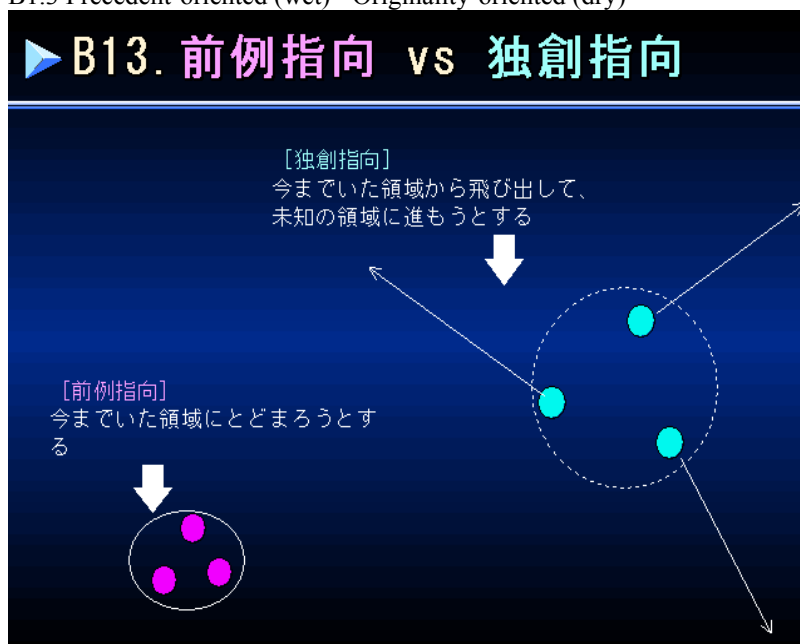 B1.3 Precedent-oriented (wet) - Originality-oriented (dry)
B13. 前例指向 vs 独創指向
[独創指向]
今までいた領域から飛び出して、
未知の領域に進もうとする
[前例指向]
今までいた領域にとどまろうとす
る